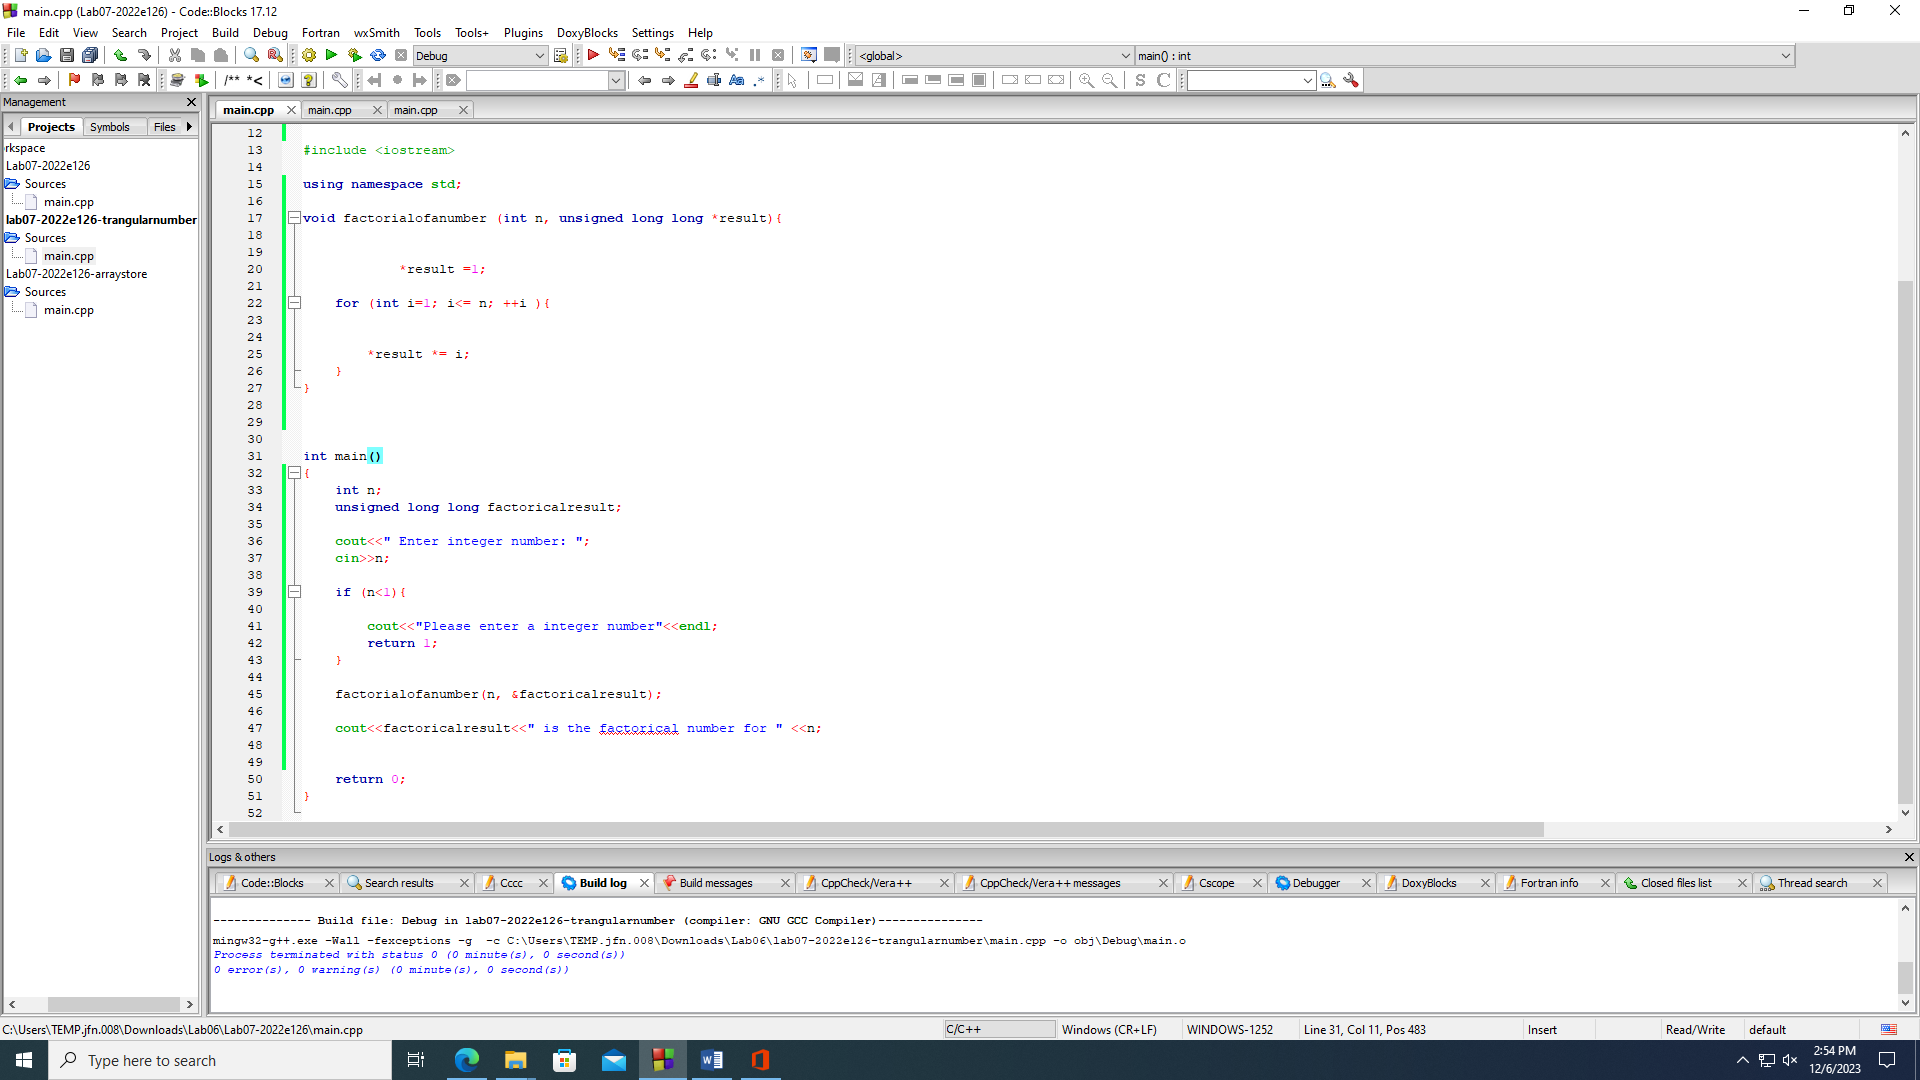 main.cpp (Lab07-2022e126) - Code::Blocks 17.12
File Edit View Search Project Build Debug Fortran wxSmith Tools Tools+ Plugins DoxyBlocks Settings Help
Debug <global> main() : int
/** *<
Aa .* S C
Management
Projects Symbols Files
main.cpp main.cpp main.cpp
rkspace
Lab07-2022e126
Sources
main.cpp
lab07-2022e126-trangularnumber
Sources
main.cpp
Lab07-2022e126-arraystore
Sources
main.cpp
12
13 #include <iostream>
14
15 using namespace std;
16
17 void factorialofanumber (int n, unsigned long long *result){
18
19
20 *result =1;
21
22 for (int i=1; i<= n; ++i ){
23
24
25 *result *= i;
26 }
27 }
28
29
30
31 int main()
32 {
33 int n;
34 unsigned long long factoricalresult;
35
36 cout<<" Enter integer number: ";
37 cin>>n;
38
39 if (n<1){
40
41 cout<<"Please enter a integer number"<<endl;
42 return 1;
43 }
44
45 factorialofanumber(n, &factoricalresult);
46
47 cout<<factoricalresult<<" is the factorical number for " <<n;
48
49
50 return 0;
51 }
52
Logs & others
Code::Blocks Search results Cccc Build log Build messages CppCheck/Vera++ CppCheck/Vera++ messages Cscope Debugger DoxyBlocks Fortran info Closed files list Thread search
-------------- Build file: Debug in lab07-2022e126-trangularnumber (compiler: GNU GCC Compiler)---------------
mingw32-g++.exe -Wall -fexceptions -g  -c C:\Users\TEMP.jfn.008\Downloads\Lab06\lab07-2022e126-trangularnumber\main.cpp -o obj\Debug\main.o
Process terminated with status 0 (0 minute(s), 0 second(s))
0 error(s), 0 warning(s) (0 minute(s), 0 second(s))
C:\Users\TEMP.jfn.008\Downloads\Lab06\Lab07-2022e126\main.cpp C/C++ Windows (CR+LF) WINDOWS-1252 Line 31, Col 11, Pos 483 Insert Read/Write default
Type here to search
2:54 PM
12/6/2023